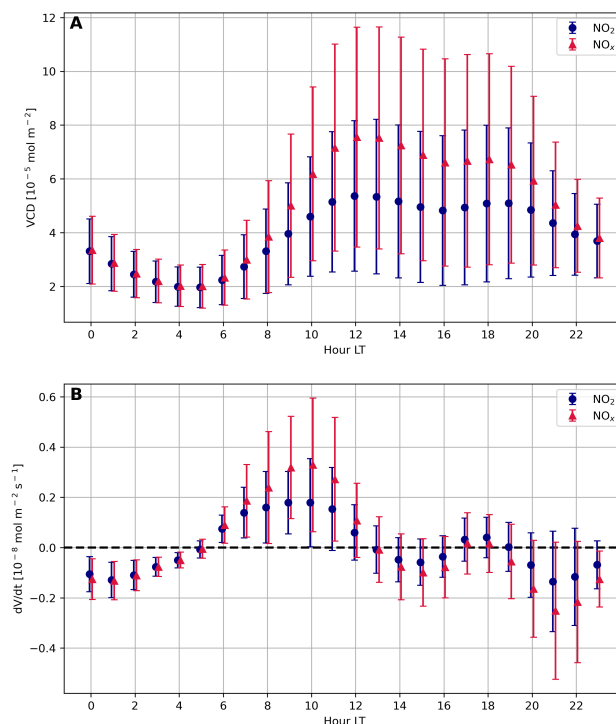 A
12
10
8
6
4
2
VCD [10⁻⁵ mol m⁻²]
NO₂
NOₓ
0 2 4 6 8 10 12 14 16 18 20 22
Hour LT
B
0.6
0.4
0.2
0.0
−0.2
−0.4
dV/dt [10⁻⁸ mol m⁻² s⁻¹]
NO₂
NOₓ
0 2 4 6 8 10 12 14 16 18 20 22
Hour LT